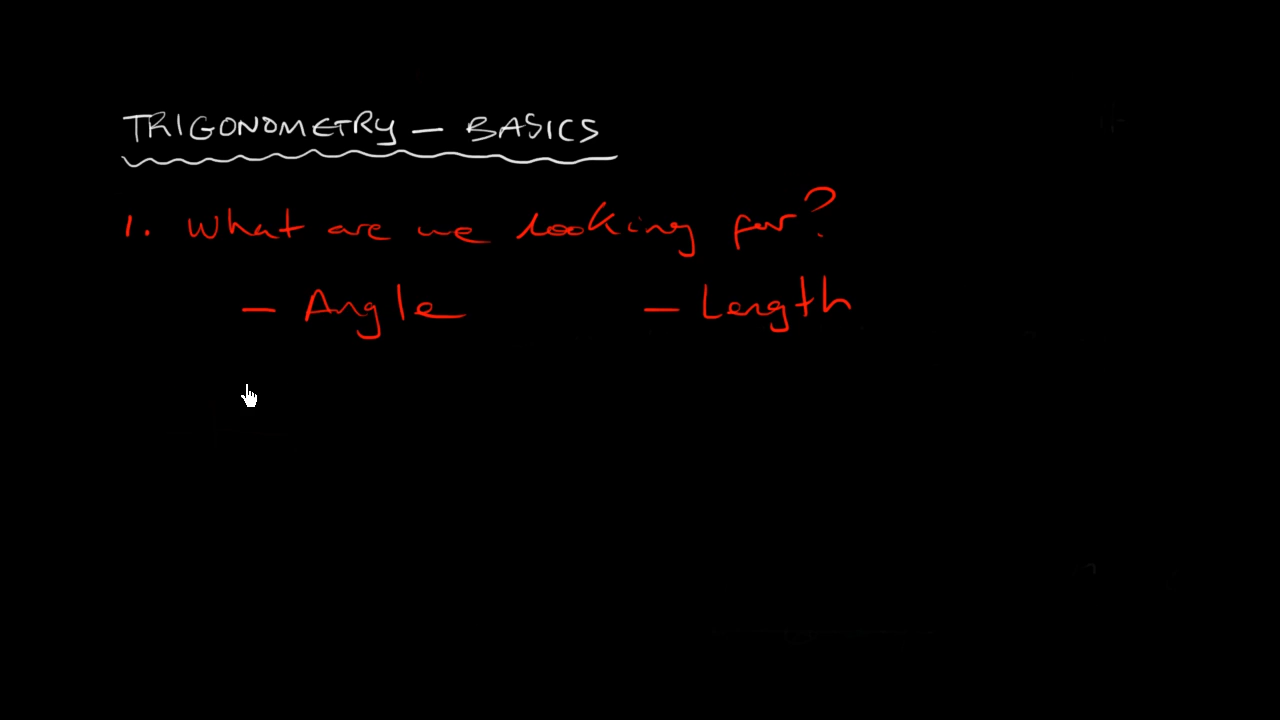 TRIGONOMETRY – BASICS
1. What are we looking for?
– Angle – Length